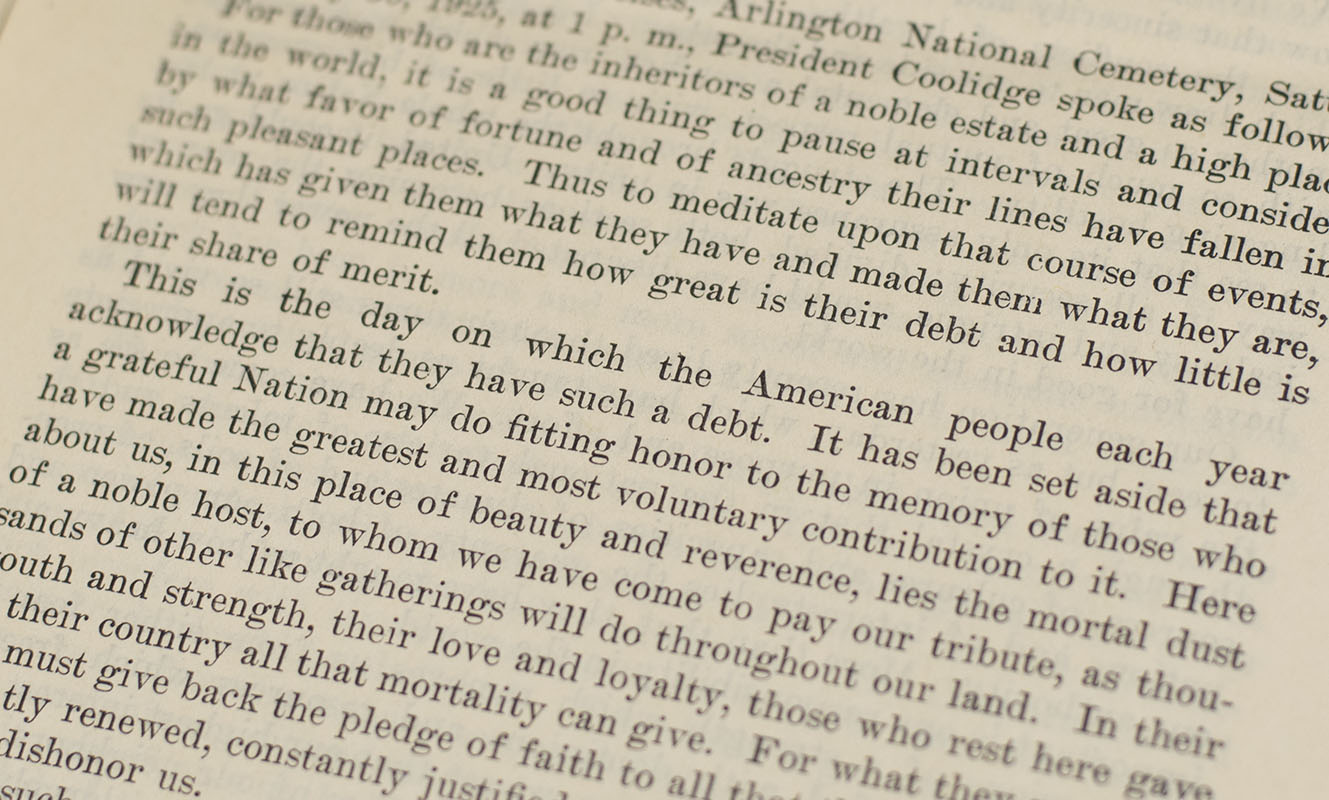 1925, at 1 p. m., Arlington National Cemetery,
For those who are the inheritors President Coolidge spoke as
in the world, it is a good thing of a noble estate and a high
by what favor of fortune and to pause at intervals and
such pleasant places. Thus of ancestry their lines have fallen in
which has given them what to meditate upon that course of events,
will tend to remind them they have and made them what they are,
their share of merit. how great is their debt and how little is
This is the day on which the American people each year
acknowledge that they have such a debt. It has been set aside that
a grateful Nation may do fitting honor to the memory of those who
have made the greatest and most voluntary contribution to it. Here
about us, in this place of beauty and reverence, lies the mortal dust
of a noble host, to whom we have come to pay our tribute, as thou-
sands of other like gatherings will do throughout our land. In their
outh and strength, their love and loyalty, those who rest here gave
their country all that mortality can give. For what they
must give back the pledge of faith to all that
tly renewed, constantly
dishonor us.
such